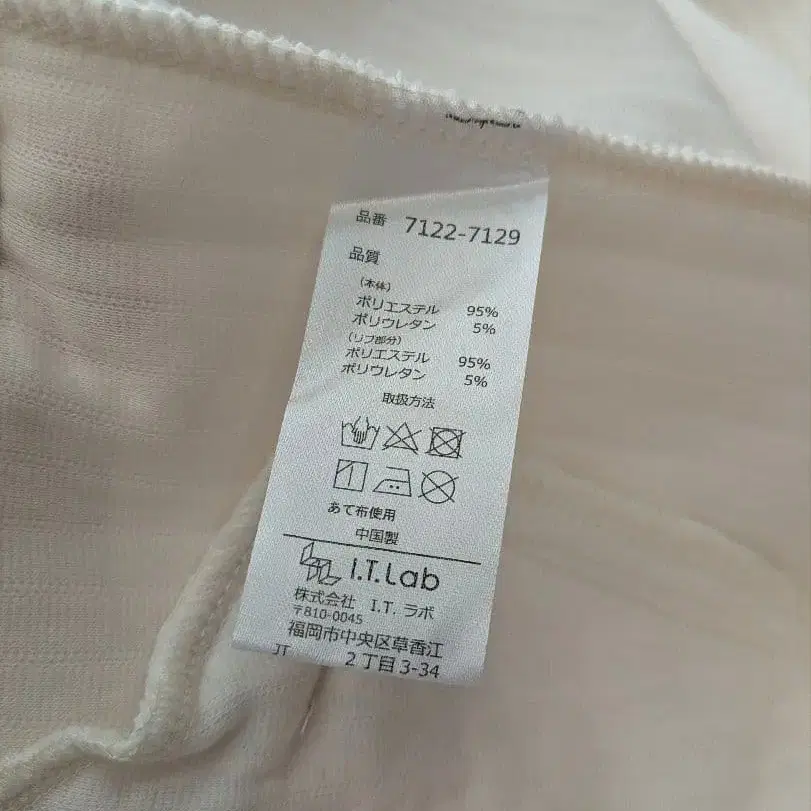 品番 7122-7129
品質
(本体)
ポリエステル 95%
ポリウレタン 5%
(リブ部分)
ポリエステル 95%
ポリウレタン 5%
取扱方法
あて布使用
中国製
I.T.Lab
株式会社 I.T. ラボ
〒810-0045
福岡市中央区草香江
JT 2丁目3-34